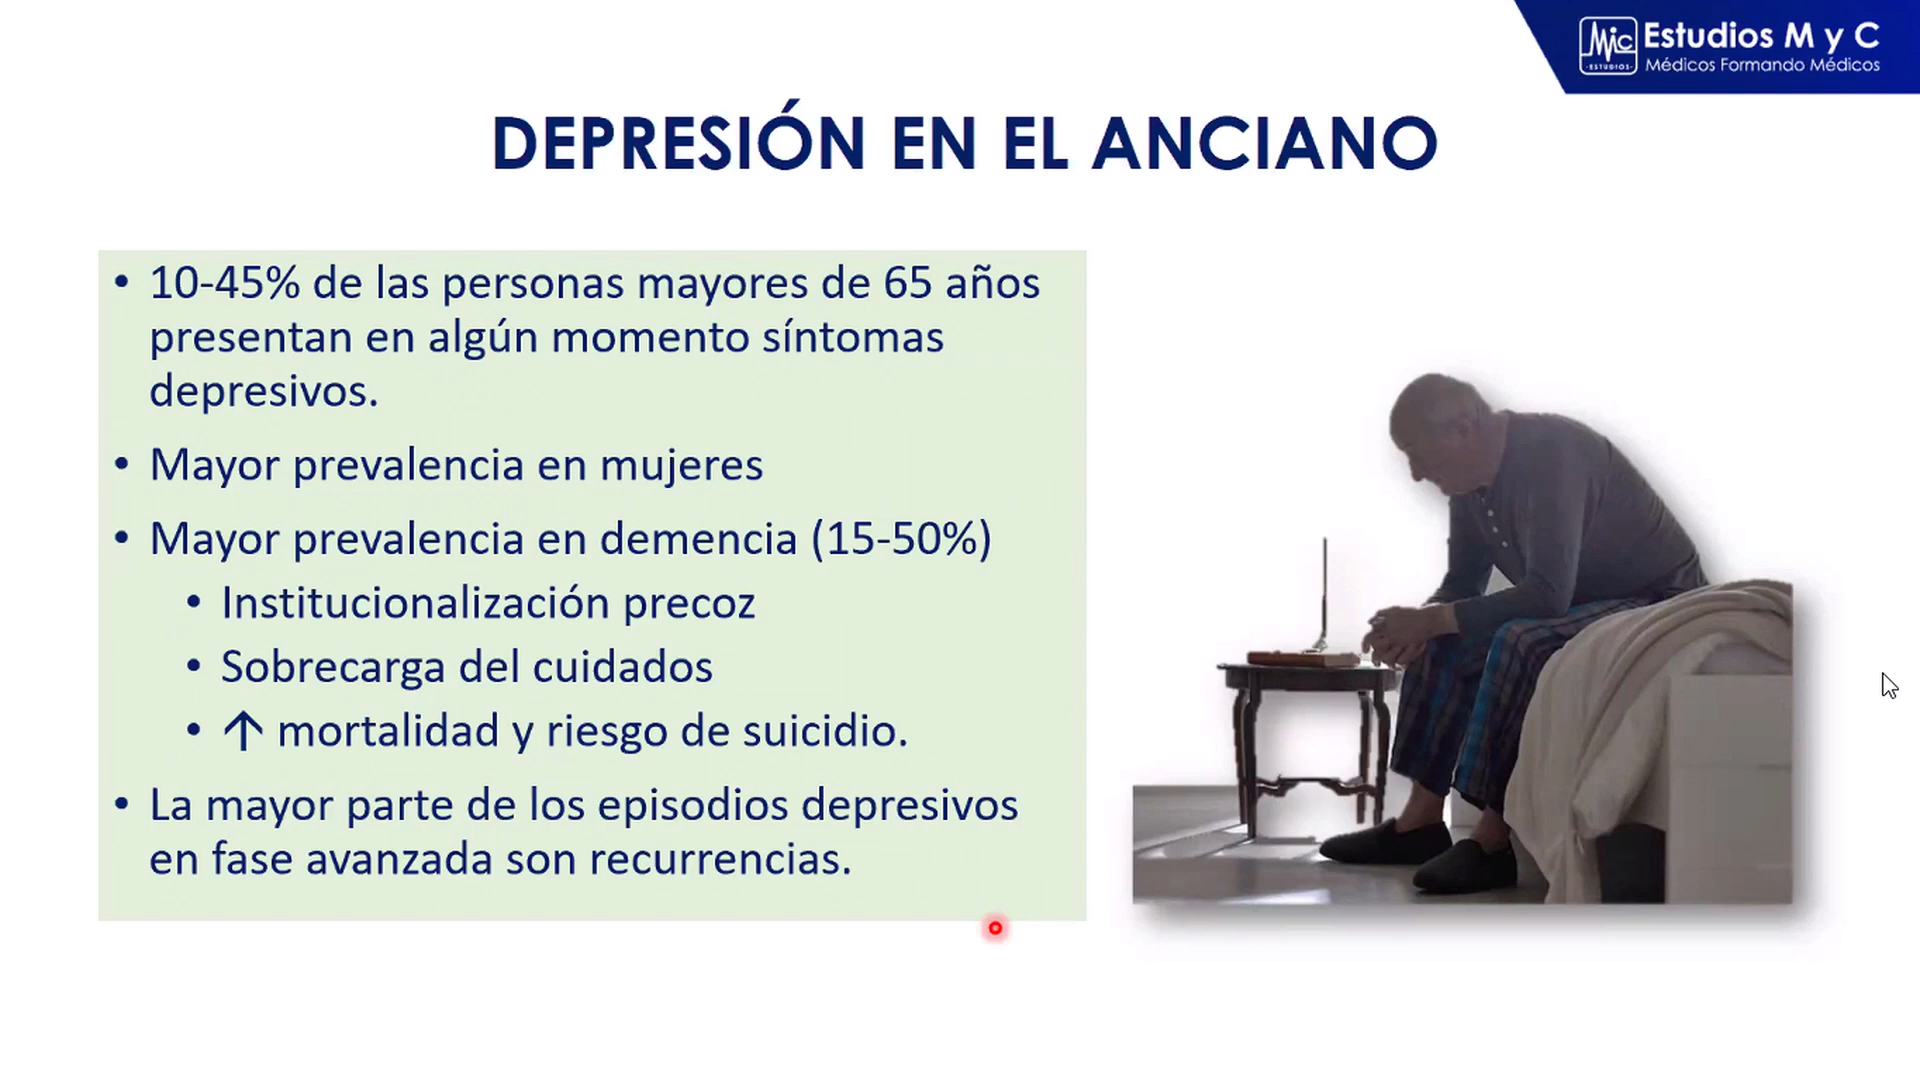 Estudios M y C
Médicos Formando Médicos
MyC
ESTUDIOS
DEPRESIÓN EN EL ANCIANO
• 10-45% de las personas mayores de 65 años
presentan en algún momento síntomas
depresivos.
• Mayor prevalencia en mujeres
• Mayor prevalencia en demencia (15-50%)
• Institucionalización precoz
• Sobrecarga del cuidados
• ↑ mortalidad y riesgo de suicidio.
• La mayor parte de los episodios depresivos
en fase avanzada son recurrencias.